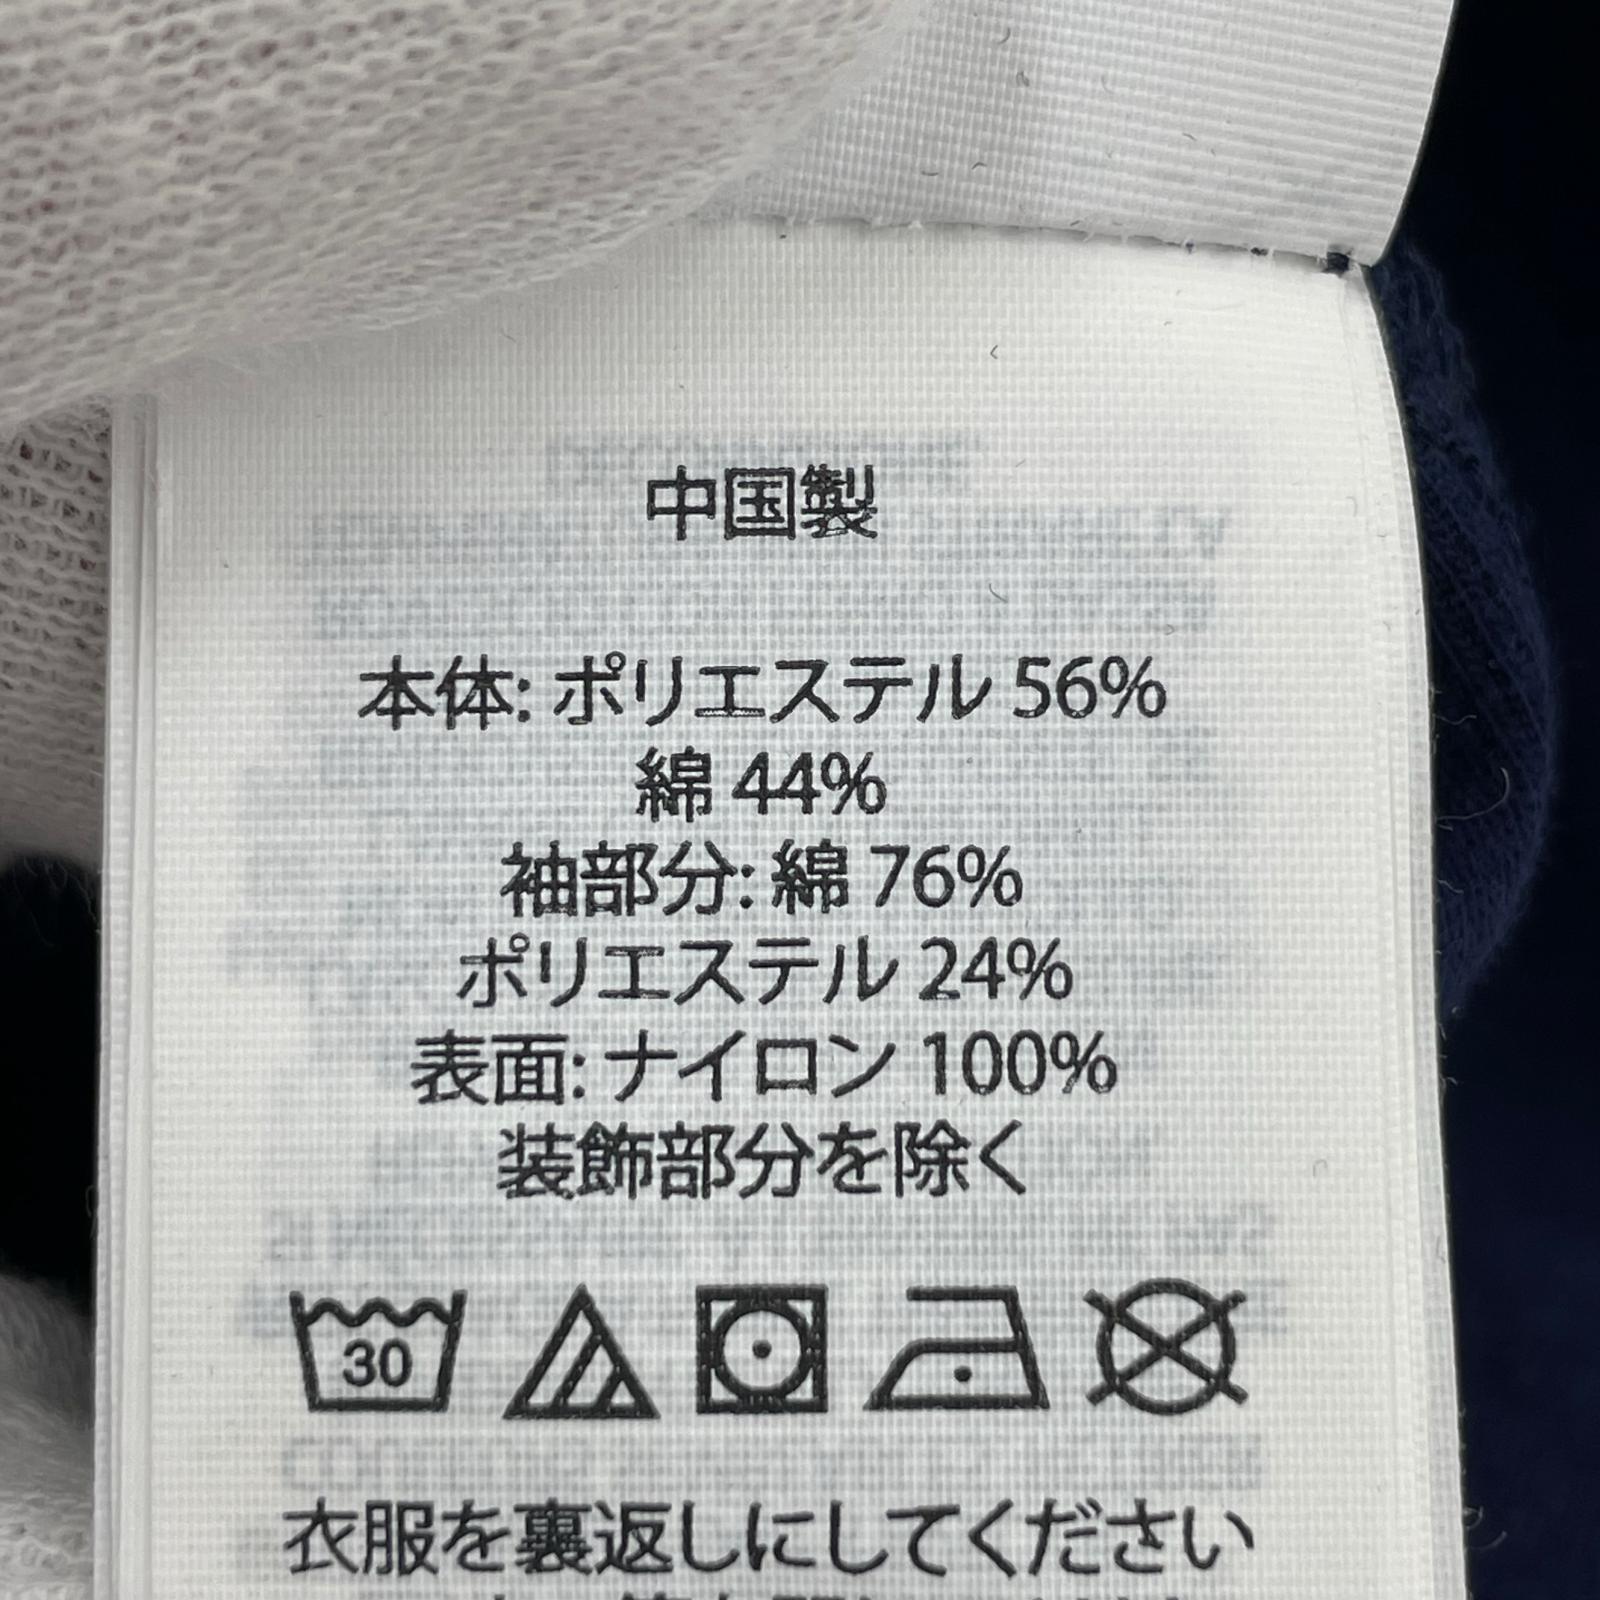 中国製
本体: ポリエステル 56%
綿 44%
袖部分: 綿 76%
ポリエステル 24%
表面: ナイロン 100%
装飾部分を除く
30
衣服を裏返しにしてください